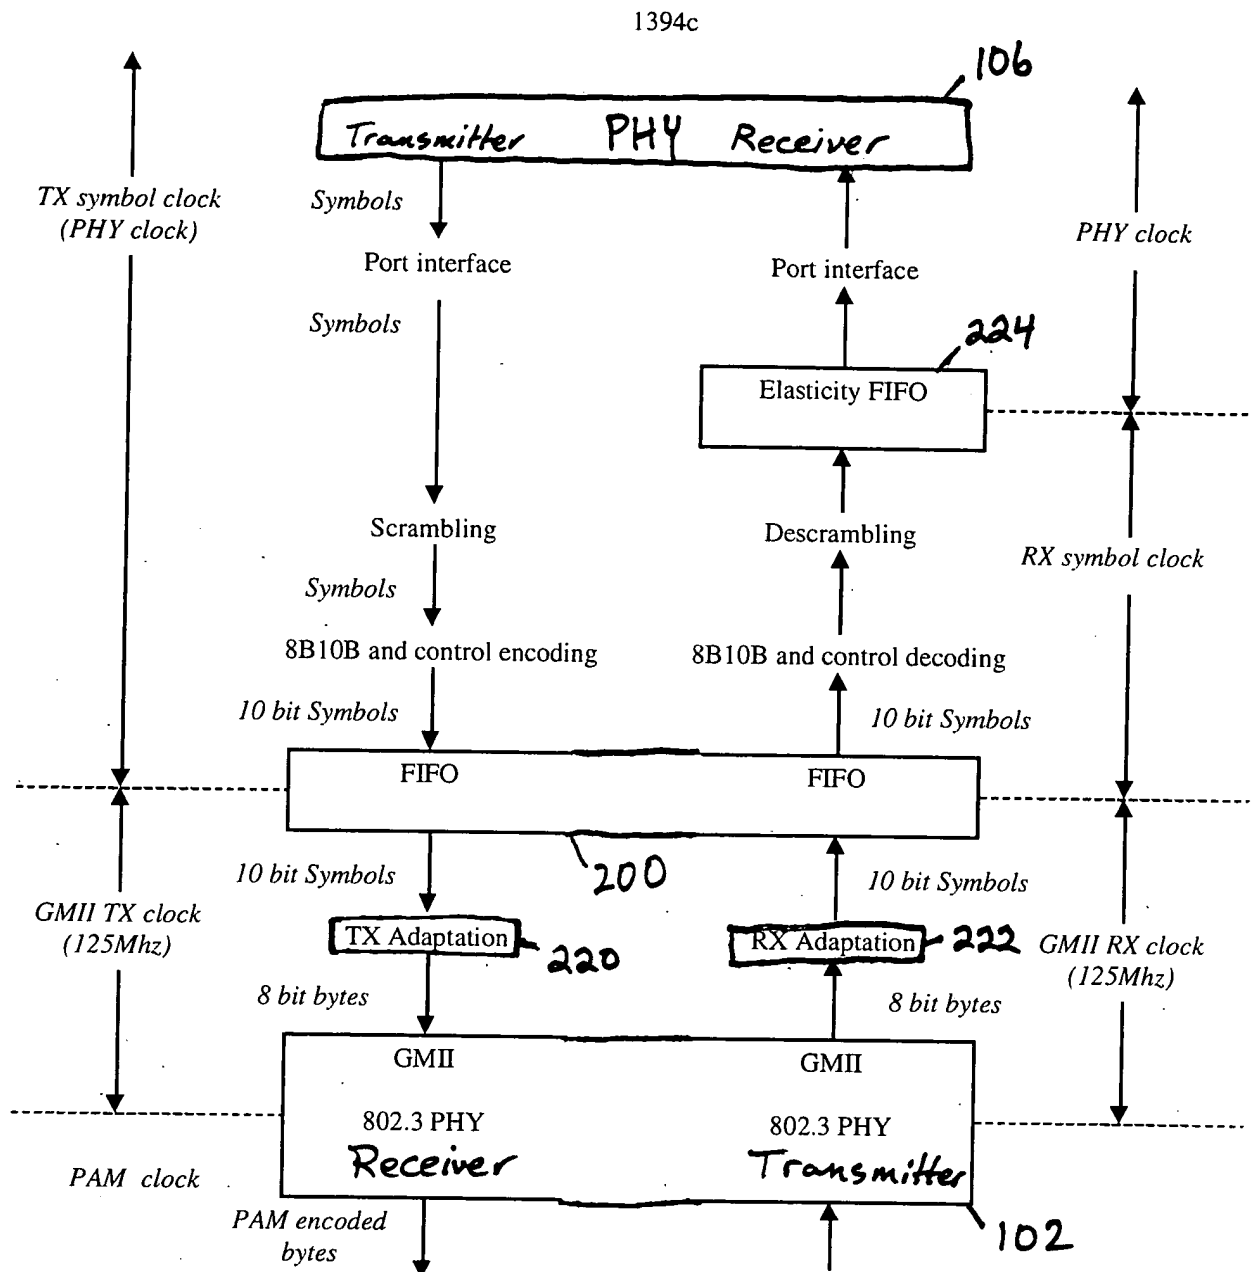 1394c
106
Transmitter PHY Receiver
TX symbol clock
(PHY clock)
Symbols
PHY clock
Port interface
Port interface
Symbols
224
Elasticity FIFO
Scrambling
Descrambling
RX symbol clock
Symbols
8B10B and control encoding
8B10B and control decoding
10 bit Symbols
10 bit Symbols
FIFO
FIFO
200
10 bit Symbols
10 bit Symbols
GMII TX clock
(125Mhz)
TX Adaptation
220
RX Adaptation
222
GMII RX clock
(125Mhz)
8 bit bytes
8 bit bytes
GMII
GMII
802.3 PHY
Receiver
802.3 PHY
Transmitter
PAM clock
102
PAM encoded
bytes